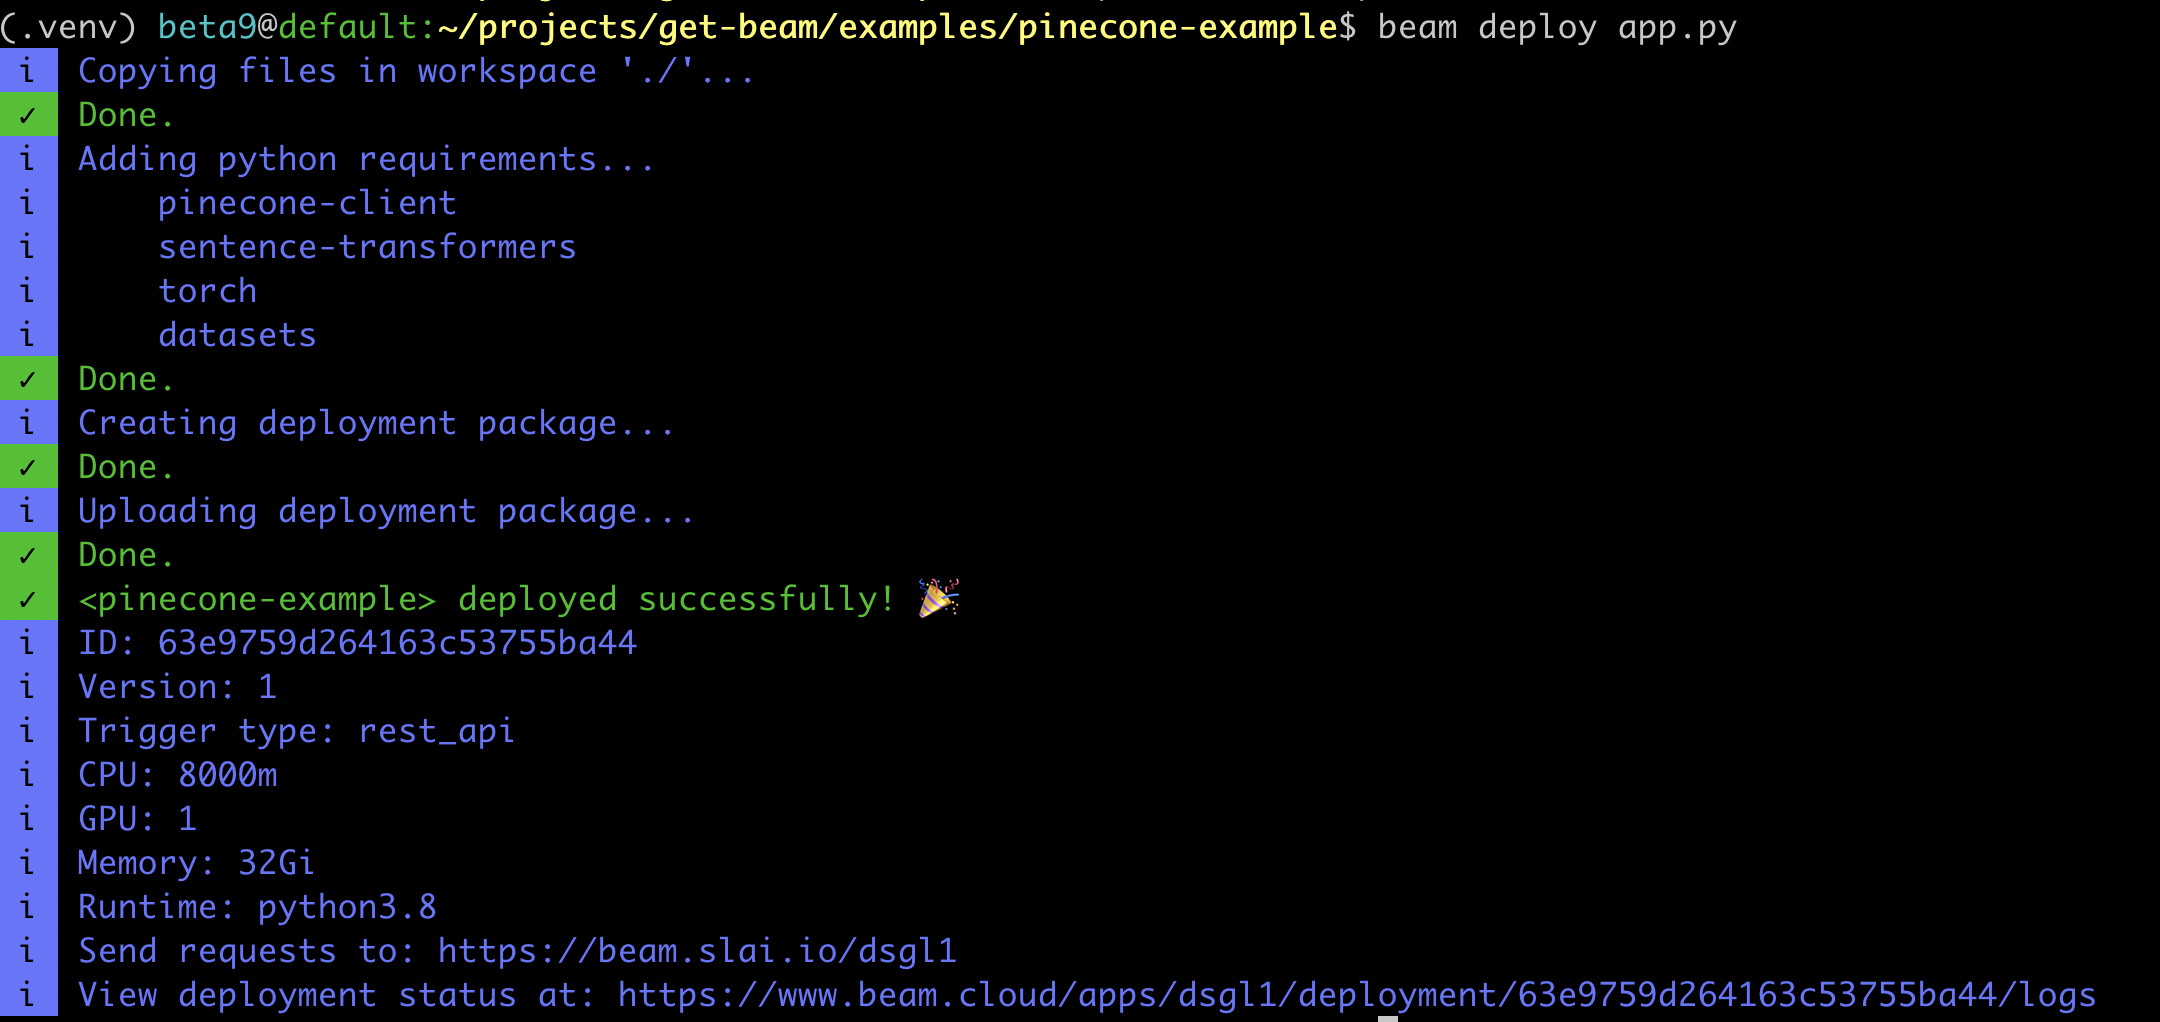 (.venv) beta9@default:~/projects/get-beam/examples/pinecone-example$ beam deploy app.py
i Copying files in workspace './'...
✓ Done.
i Adding python requirements...
i pinecone-client
i sentence-transformers
i torch
i datasets
✓ Done.
i Creating deployment package...
✓ Done.
i Uploading deployment package...
✓ Done.
✓ <pinecone-example> deployed successfully! 🎉
i ID: 63e9759d264163c53755ba44
i Version: 1
i Trigger type: rest_api
i CPU: 8000m
i GPU: 1
i Memory: 32Gi
i Runtime: python3.8
i Send requests to: https://beam.slai.io/dsgl1
i View deployment status at: https://www.beam.cloud/apps/dsgl1/deployment/63e9759d264163c53755ba44/logs